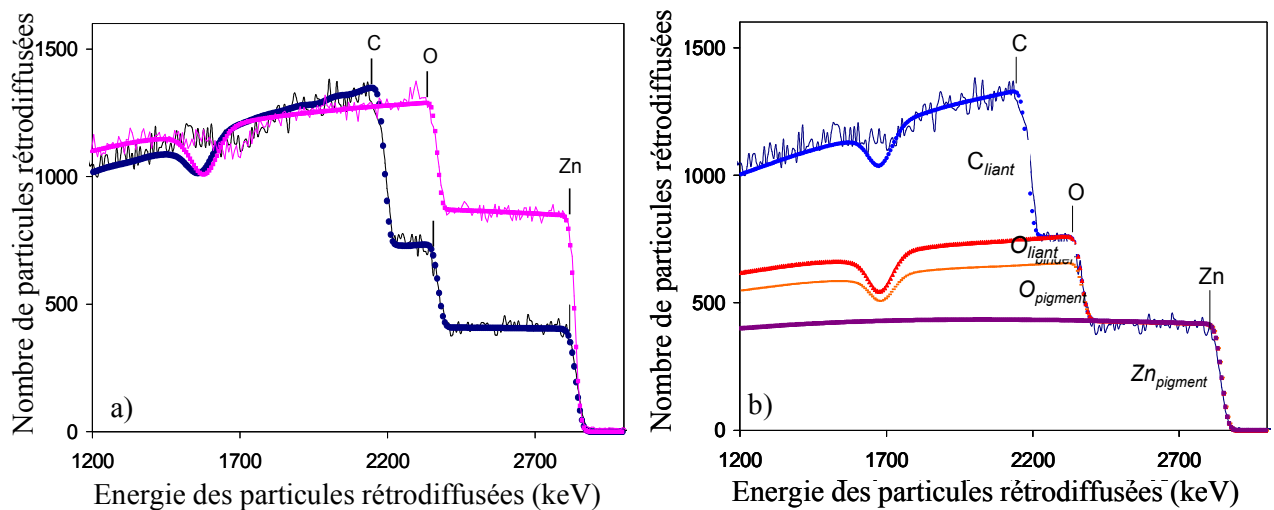 Nombre de particules rétrodiffusées
1500
1000
500
0
C
O
Zn
a)
1200
1700
2200
2700
Energie des particules rétrodiffusées (keV)
Nombre de particules rétrodiffusées
1500
1000
500
0
C
C liant
O
O liant
binder
O pigment
Zn
Zn pigment
b)
1200
1700
2200
2700
Energie des particules rétrodiffusées (keV)